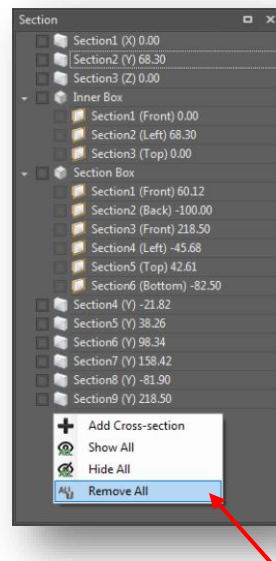 Section
Section1 (X) 0.00
Section2 (Y) 68.30
Section3 (Z) 0.00
Inner Box
Section1 (Front) 0.00
Section2 (Left) 68.30
Section3 (Top) 0.00
Section Box
Section1 (Front) 60.12
Section2 (Back) -100.00
Section3 (Front) 218.50
Section4 (Left) -45.68
Section5 (Top) 42.61
Section6 (Bottom) -82.50
Section4 (Y) -21.82
Section5 (Y) 38.26
Section6 (Y) 98.34
Section7 (Y) 158.42
Section8 (Y) -81.90
Section9 (Y) 218.50
Add Cross-section
Show All
Hide All
Remove All